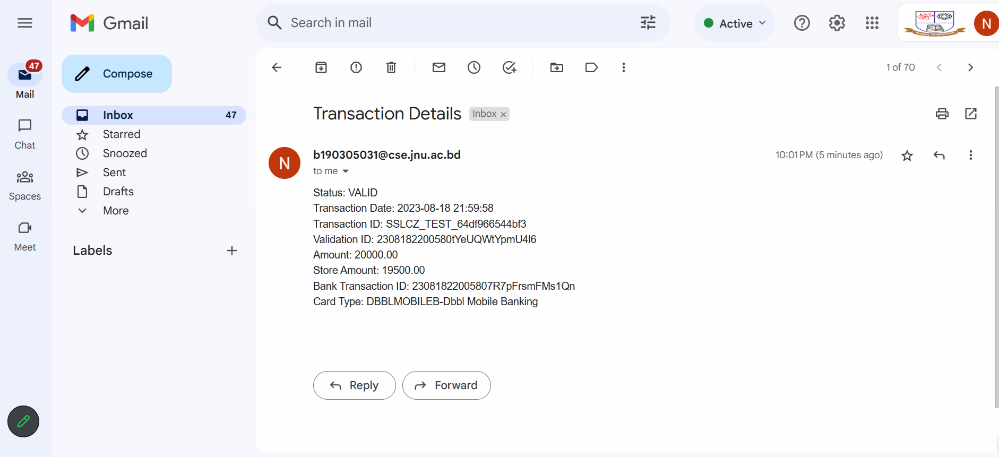 Gmail
Search in mail
Active
N
47
Mail
Chat
Spaces
Meet
Compose
Inbox 47
Starred
Snoozed
Sent
Drafts
More
Labels
1 of 70
Transaction Details Inbox ×
N
b190305031@cse.jnu.ac.bd
10:01 PM (5 minutes ago)
to me
Status: VALID
Transaction Date: 2023-08-18 21:59:58
Transaction ID: SSLCZ_TEST_64df966544bf3
Validation ID: 2308182200580tYeUQWtYpmU4l6
Amount: 20000.00
Store Amount: 19500.00
Bank Transaction ID: 23081822005807R7pFrsmFMs1Qn
Card Type: DBBLMOBILEB-Dbbl Mobile Banking
Reply
Forward